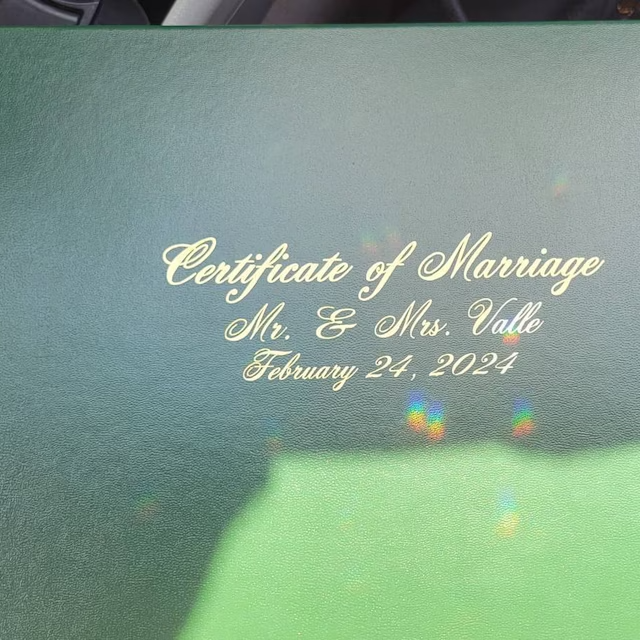 Certificate of Marriage
Mr. & Mrs. Valle
February 24, 2024